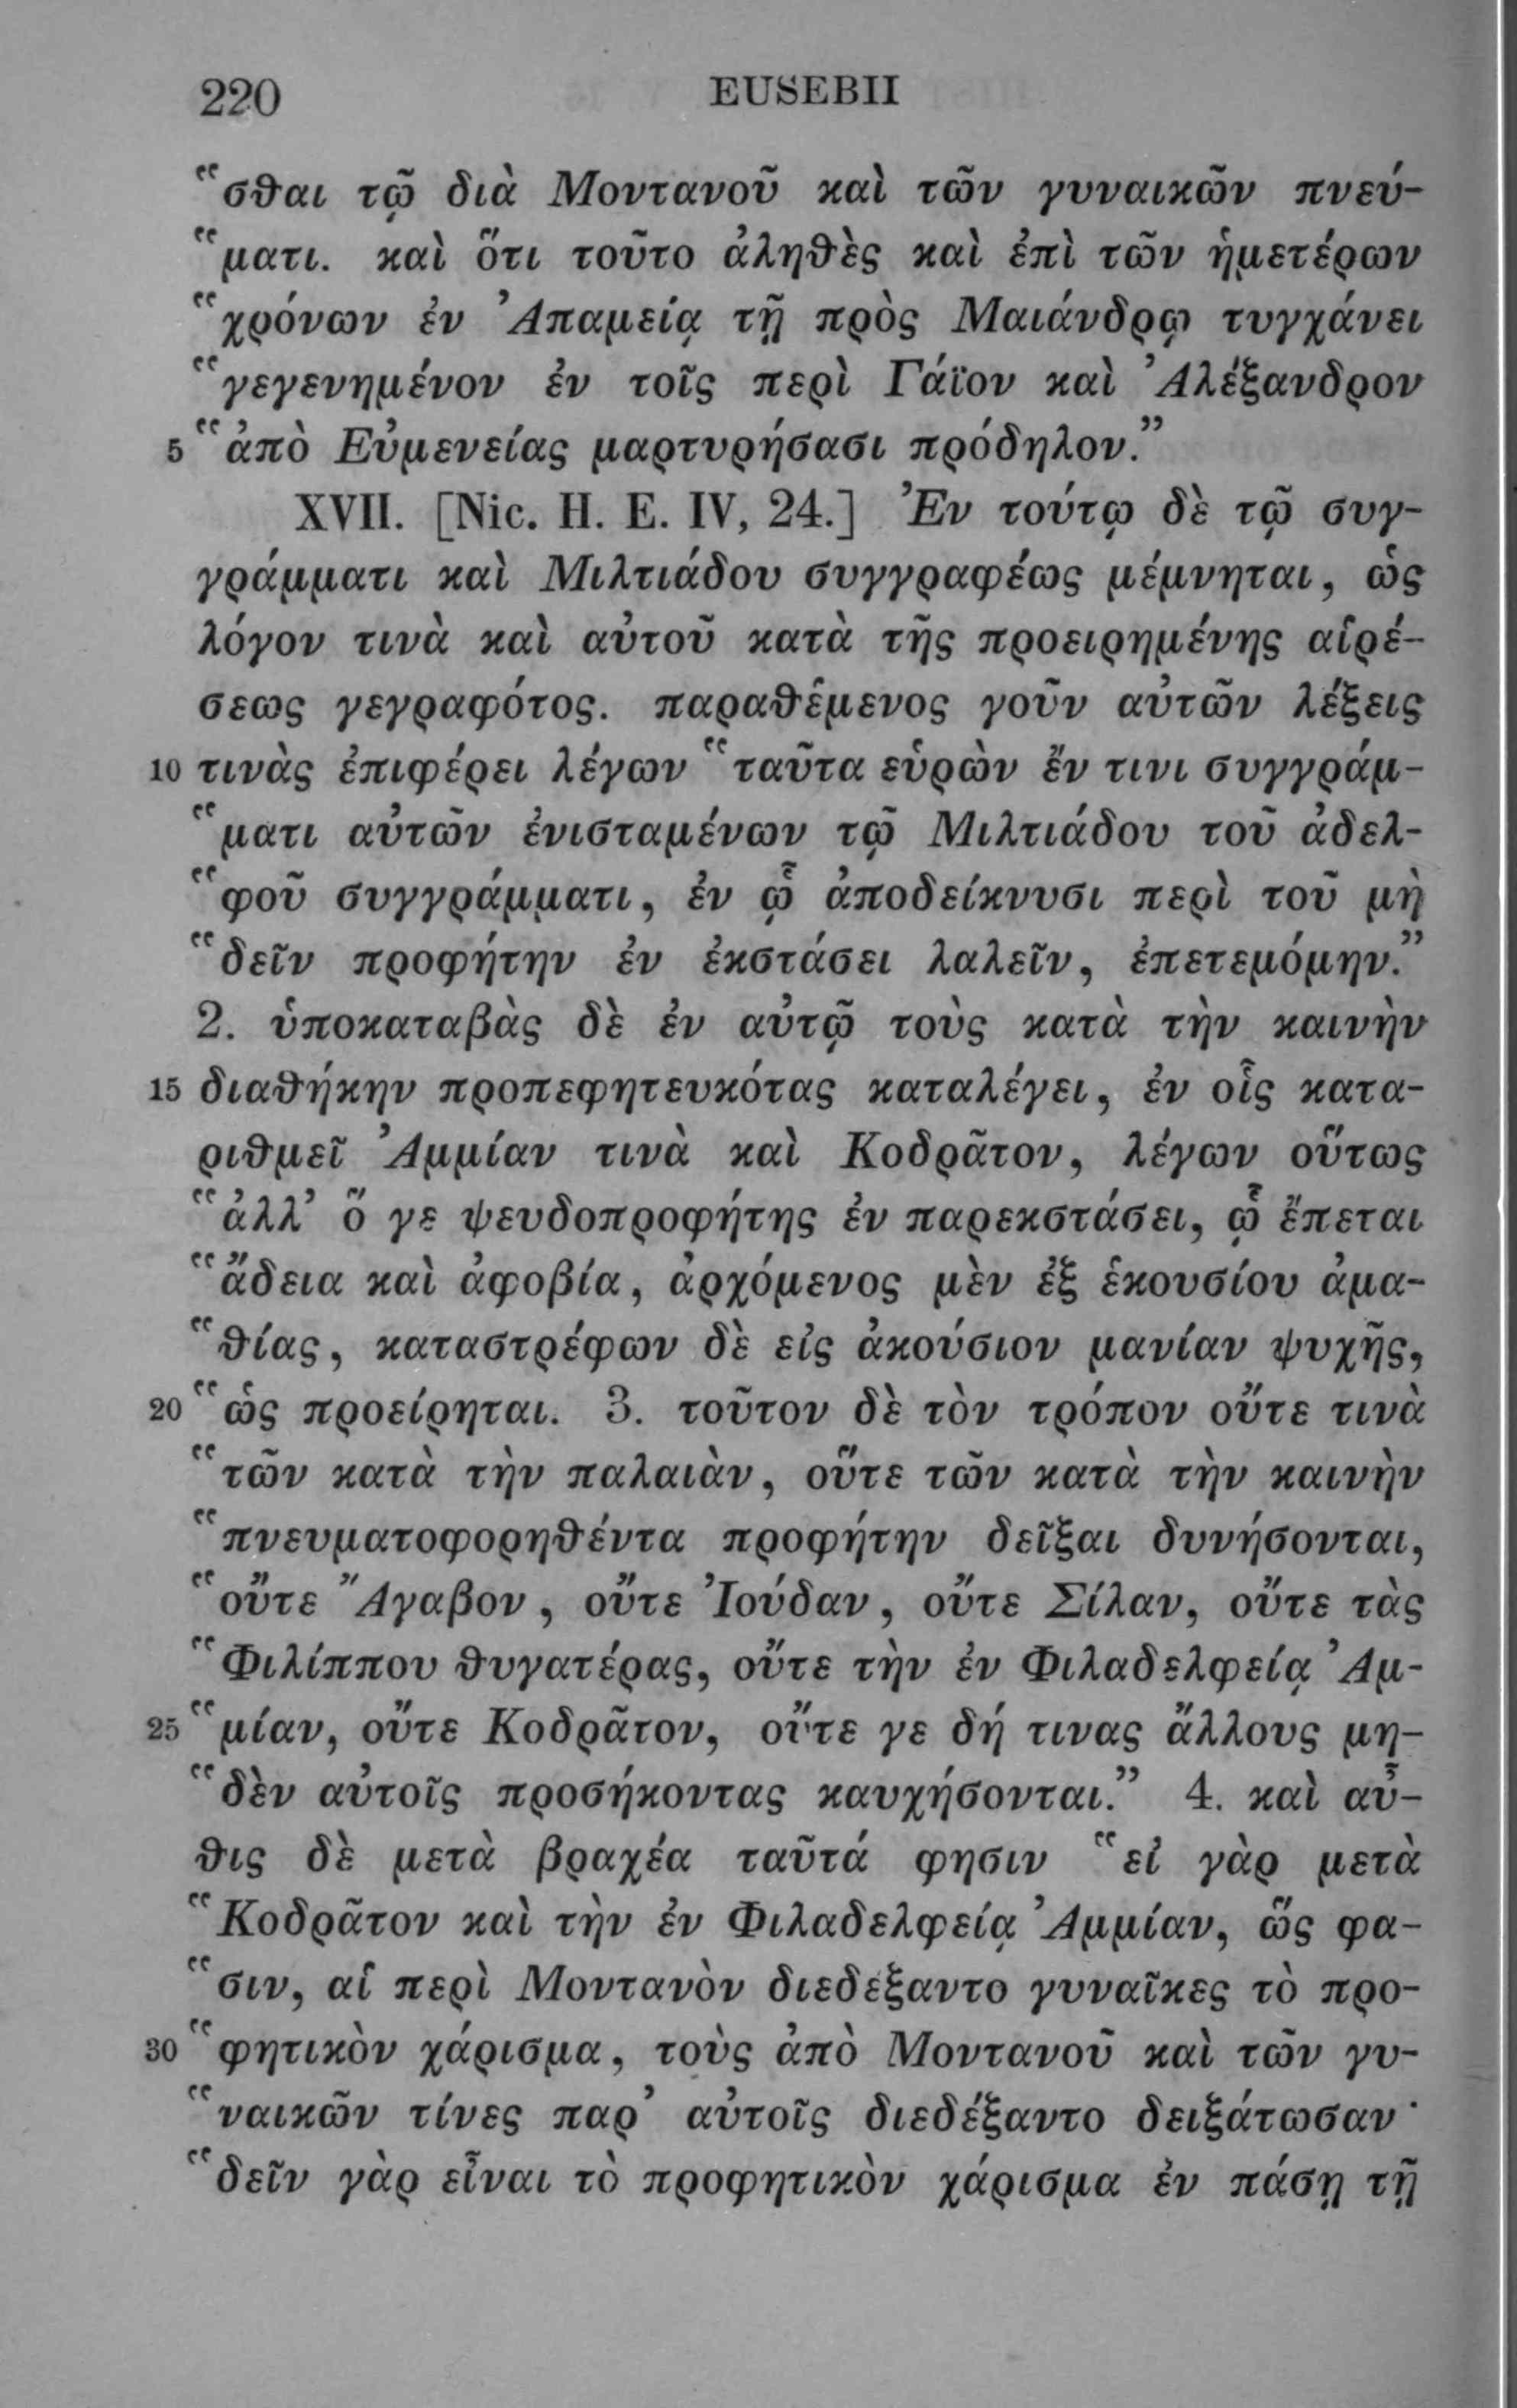 220 EUSEBII
“σθαι τῷ διὰ Μοντανοῦ καὶ τῶν γυναικῶν πνεύ-
“ματι. καὶ ὅτι τοῦτο ἀληθὲς καὶ ἐπὶ τῶν ἡμετέρων
“χρόνων ἐν Ἀπαμείᾳ τῇ πρὸς Μαιάνδρῳ τυγχάνει
“γεγενημένον ἐν τοῖς περὶ Γάϊον καὶ Ἀλέξανδρον
5 “ἀπὸ Εὐμενείας μαρτυρήσασι πρόδηλον.”
XVII. [Nic. H. E. IV, 24.] Ἐν τούτῳ δὲ τῷ συγ-
γράμματι καὶ Μιλτιάδου συγγραφέως μέμνηται, ὡς
λόγον τινὰ καὶ αὐτοῦ κατὰ τῆς προειρημένης αἱρέ-
σεως γεγραφότος. παραθέμενος γοῦν αὐτῶν λέξεις
10 τινὰς ἐπιφέρει λέγων “ταῦτα εὑρὼν ἔν τινι συγγράμ-
“ματι αὐτῶν ἐνισταμένων τῷ Μιλτιάδου τοῦ ἀδελ-
“φοῦ συγγράμματι, ἐν ᾧ ἀποδείκνυσι περὶ τοῦ μὴ
“δεῖν προφήτην ἐν ἐκστάσει λαλεῖν, ἐπετεμόμην.”
2. ὑποκαταβὰς δὲ ἐν αὐτῷ τοὺς κατὰ τὴν καινὴν
15 διαθήκην προπεφητευκότας καταλέγει, ἐν οἷς κατα-
ριθμεῖ Ἀμμίαν τινὰ καὶ Κοδρᾶτον, λέγων οὕτως
“ἀλλ’ ὅ γε ψευδοπροφήτης ἐν παρεκστάσει, ᾧ ἕπεται
“ἄδεια καὶ ἀφοβία, ἀρχόμενος μὲν ἐξ ἑκουσίου ἀμα-
“θίας, καταστρέφων δὲ εἰς ἀκούσιον μανίαν ψυχῆς,
20 “ὡς προείρηται. 3. τοῦτον δὲ τὸν τρόπον οὔτε τινὰ
“τῶν κατὰ τὴν παλαιὰν, οὔτε τῶν κατὰ τὴν καινὴν
“πνευματοφορηθέντα προφήτην δεῖξαι δυνήσονται,
“οὔτε Ἄγαβον, οὔτε Ἰούδαν, οὔτε Σίλαν, οὔτε τὰς
“Φιλίππου θυγατέρας, οὔτε τὴν ἐν Φιλαδελφείᾳ Ἀμ-
25 “μίαν, οὔτε Κοδρᾶτον, οὔτε γε δή τινας ἄλλους μη-
“δὲν αὐτοῖς προσήκοντας καυχήσονται.” 4. καὶ αὖ-
θις δὲ μετὰ βραχέα ταῦτά φησιν “εἰ γὰρ μετὰ
“Κοδρᾶτον καὶ τὴν ἐν Φιλαδελφείᾳ Ἀμμίαν, ὥς φα-
“σιν, αἱ περὶ Μοντανὸν διεδέξαντο γυναῖκες τὸ προ-
30 “φητικὸν χάρισμα, τοὺς ἀπὸ Μοντανοῦ καὶ τῶν γυ-
“ναικῶν τίνες παρ’ αὐτοῖς διεδέξαντο δειξάτωσαν·
“δεῖν γὰρ εἶναι τὸ προφητικὸν χάρισμα ἐν πάσῃ τῇ